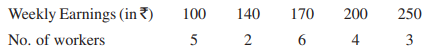 Weekly Earnings (in ₹) 100 140 170 200 250
No. of workers 5 2 6 4 3